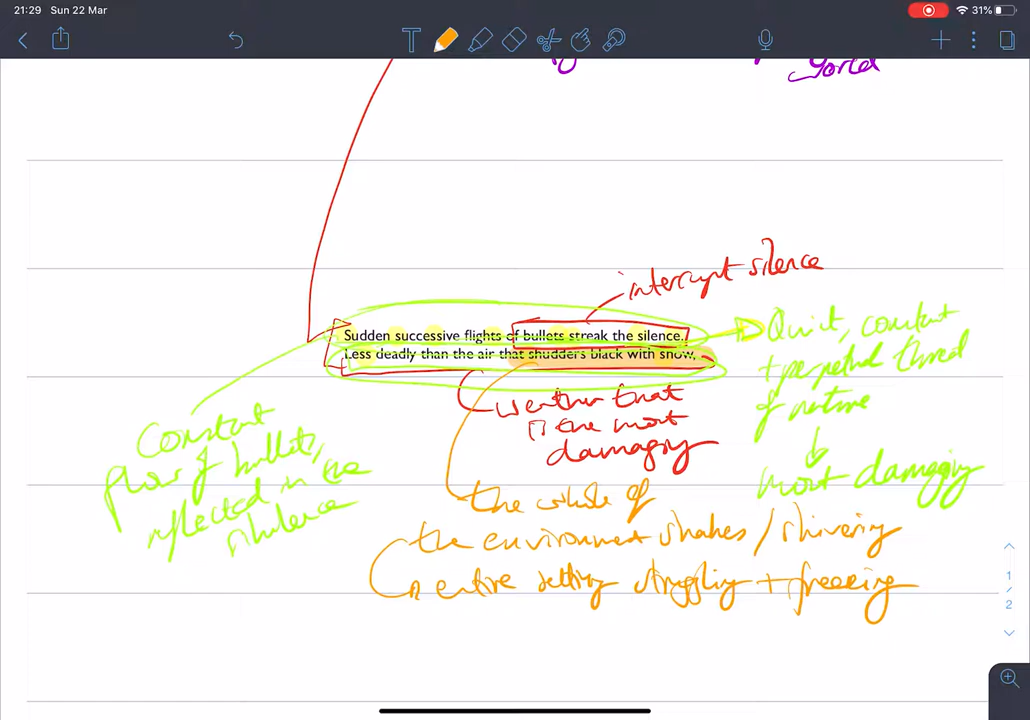 21:29 Sun 22 Mar
31%
T
world
interrupt silence
Sudden successive flights of bullets streak the silence.
Less deadly than the air that shudders black with snow,
Quiet, constant
+ perpetual threat
of nature
most damaging
weather that
is the most
damaging
Constant
flow of bullets,
reflected in the
sibilence
the whole of
the environment shakes / shivering
entire setting struggling + freezing
1
/
2